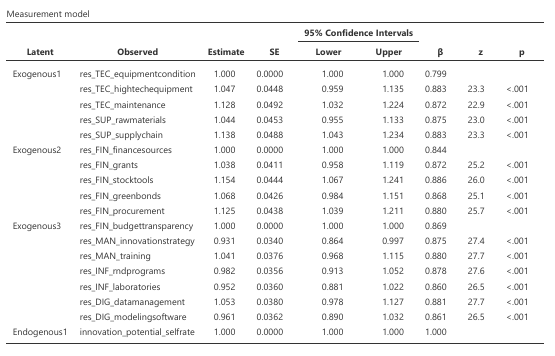 Measurement model
95% Confidence Intervals
Latent Observed Estimate SE Lower Upper β z p
Exogenous1 res_TEC_equipmentcondition 1.000 0.0000 1.000 1.000 0.799
res_TEC_hightechequipment 1.047 0.0448 0.959 1.135 0.883 23.3 <.001
res_TEC_maintenance 1.128 0.0492 1.032 1.224 0.872 22.9 <.001
res_SUP_rawmaterials 1.044 0.0453 0.955 1.133 0.875 23.0 <.001
res_SUP_supplychain 1.138 0.0488 1.043 1.234 0.883 23.3 <.001
Exogenous2 res_FIN_financesources 1.000 0.0000 1.000 1.000 0.844
res_FIN_grants 1.038 0.0411 0.958 1.119 0.872 25.2 <.001
res_FIN_stocktools 1.154 0.0444 1.067 1.241 0.886 26.0 <.001
res_FIN_greenbonds 1.068 0.0426 0.984 1.151 0.868 25.1 <.001
res_FIN_procurement 1.125 0.0438 1.039 1.211 0.880 25.7 <.001
Exogenous3 res_FIN_budgettransparency 1.000 0.0000 1.000 1.000 0.869
res_MAN_innovationstrategy 0.931 0.0340 0.864 0.997 0.875 27.4 <.001
res_MAN_training 1.041 0.0376 0.968 1.115 0.880 27.7 <.001
res_INF_rndprograms 0.982 0.0356 0.913 1.052 0.878 27.6 <.001
res_INF_laboratories 0.952 0.0360 0.881 1.022 0.860 26.5 <.001
res_DIG_datamanagement 1.053 0.0380 0.978 1.127 0.881 27.7 <.001
res_DIG_modelingsoftware 0.961 0.0362 0.890 1.032 0.861 26.5 <.001
Endogenous1 innovation_potential_selfrate 1.000 0.0000 1.000 1.000 1.000